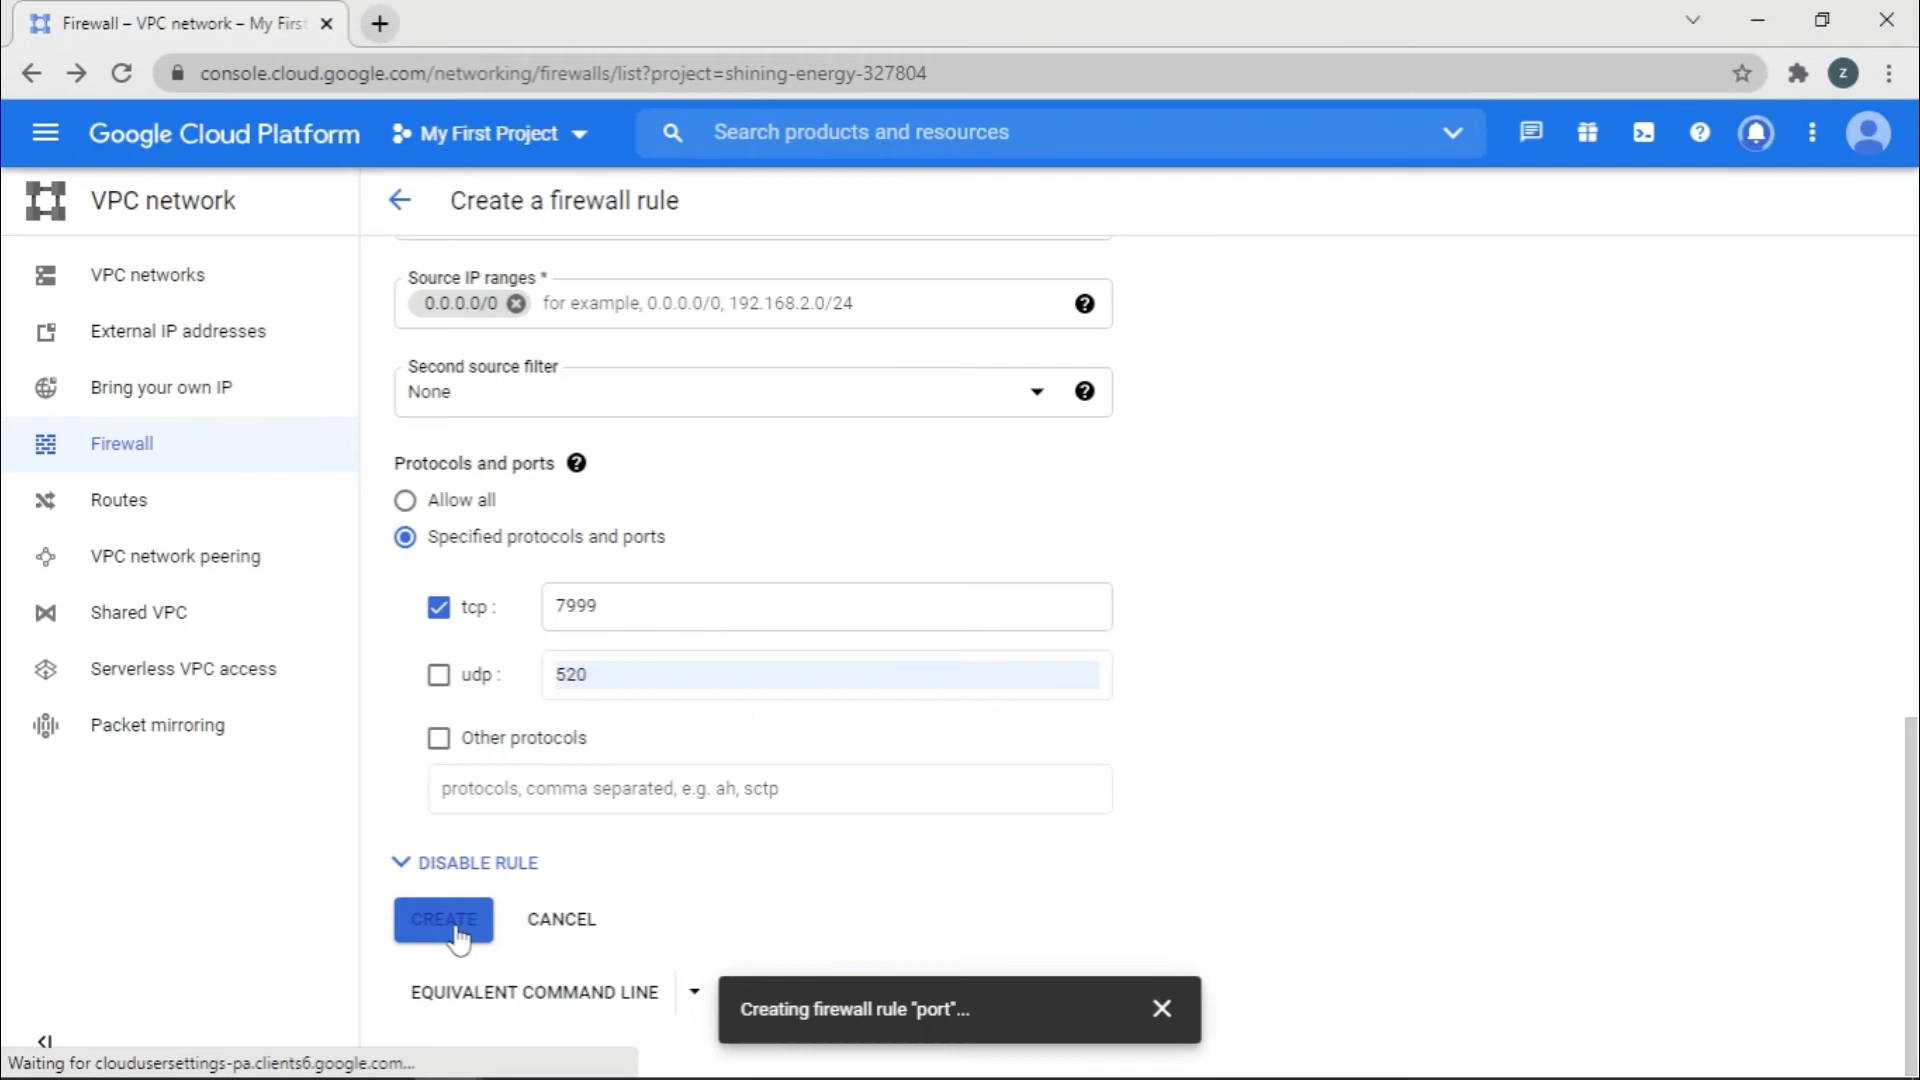 Firewall – VPC network – My First
console.cloud.google.com/networking/firewalls/list?project=shining-energy-327804
Z
Google Cloud Platform
My First Project
Search products and resources
VPC network
Create a firewall rule
VPC networks
External IP addresses
Bring your own IP
Firewall
Routes
VPC network peering
Shared VPC
Serverless VPC access
Packet mirroring
Source IP ranges *
0.0.0.0/0
for example, 0.0.0.0/0, 192.168.2.0/24
Second source filter
None
Protocols and ports
Allow all
Specified protocols and ports
tcp :
7999
udp :
520
Other protocols
protocols, comma separated, e.g. ah, sctp
DISABLE RULE
CREATE
CANCEL
EQUIVALENT COMMAND LINE
Creating firewall rule "port"...
Waiting for cloudusersettings-pa.clients6.google.com...